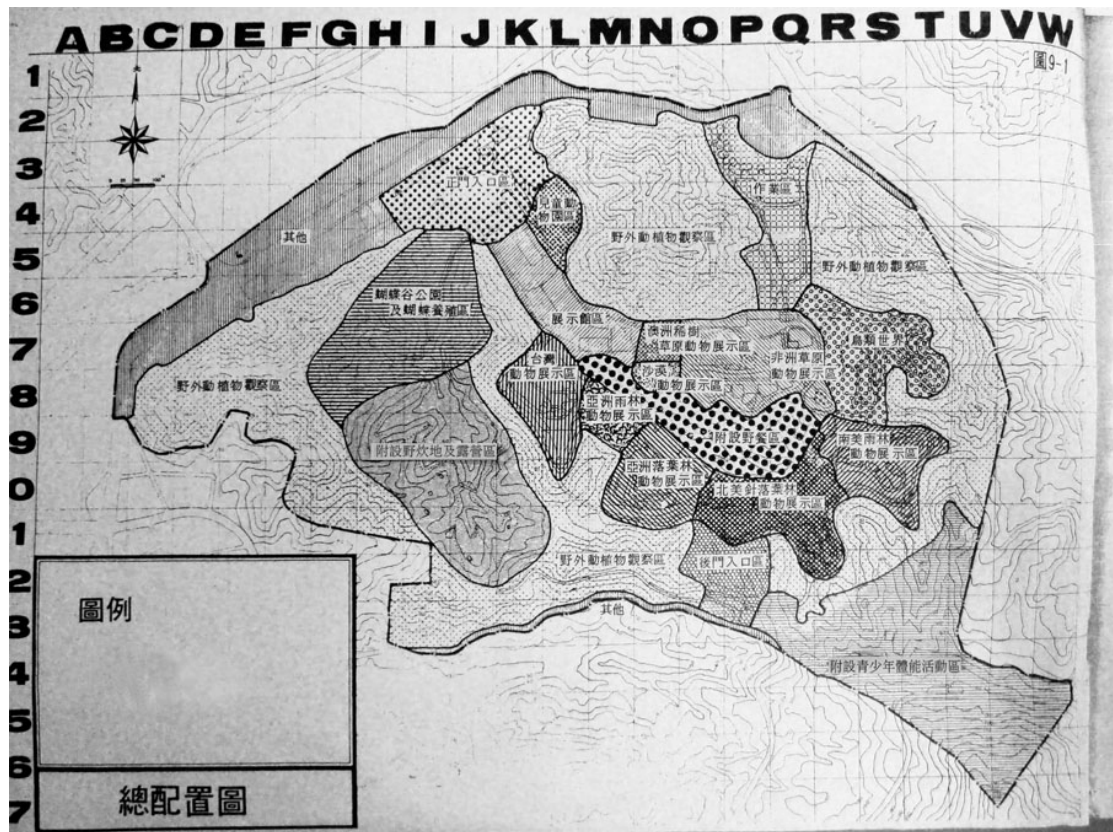 A B C D E F G H I J K L M N O P Q R S T U V W
圖9-1
1
2
3
4
5
6
7
8
9
0
1
2
3
4
5
6
7
正門入口區
兒童動
物園區
作業區
其他
野外動植物觀察區
野外動植物觀察區
蝴蝶谷公園
及蝴蝶養殖區
展示館區
澳洲稀樹
草原動物展示區
非洲草原
動物展示區
鳥類世界
台灣
動物展示區
沙漠
動物展示區
野外動植物觀察區
亞洲雨林
動物展示區
附設野餐區
南美雨林
動物展示區
附設野炊地及露營區
亞洲落葉林
動物展示區
北美針落葉林
動物展示區
野外動植物觀察區
後門入口區
其他
附設青少年體能活動區
圖例
總配置圖